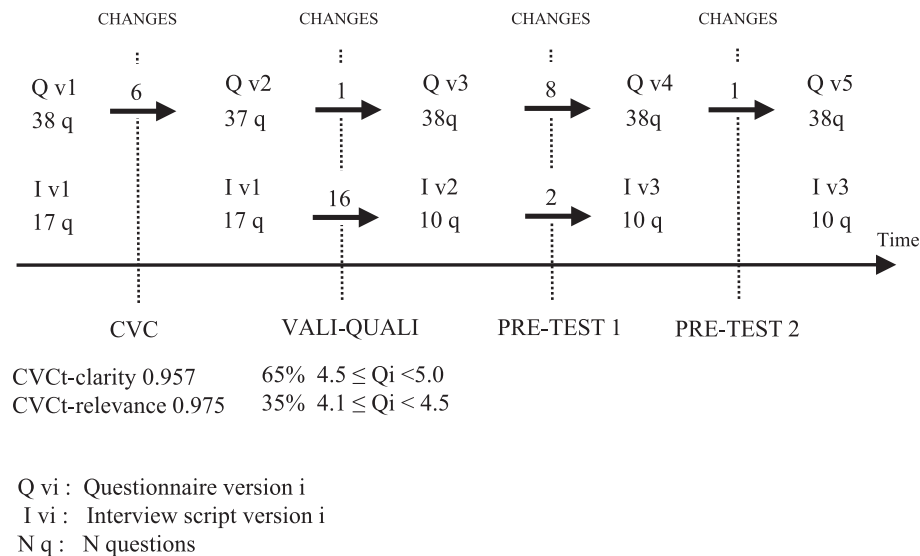 CHANGES CHANGES CHANGES CHANGES
Q v1 6 Q v2 1 Q v3 8 Q v4 1 Q v5
38 q 37 q 38q 38q 38q
I v1 I v1 16 I v2 2 I v3 I v3
17 q 17 q 10 q 10 q 10 q
Time
CVC VALI-QUALI PRE-TEST 1 PRE-TEST 2
CVCt-clarity 0.957 65% 4.5 ≤ Qi <5.0
CVCt-relevance 0.975 35% 4.1 ≤ Qi < 4.5
Q vi : Questionnaire version i
I vi : Interview script version i
N q : N questions